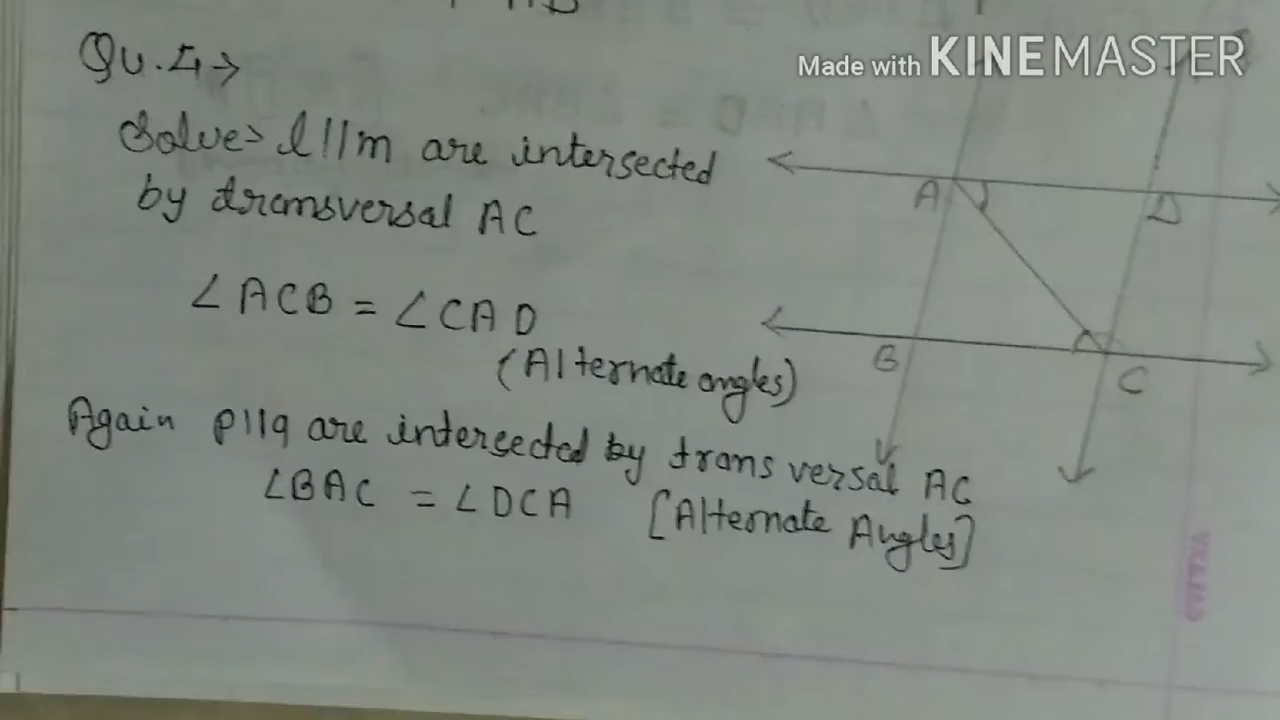 Qu.4→
Made with KINEMASTER
Solve> l||m are intersected
by transversal AC
A
D
∠ACB = ∠CAD
(Alternate angles)
B
C
Again p||q are intersected by transversal AC
∠BAC = ∠DCA [Alternate Angles]